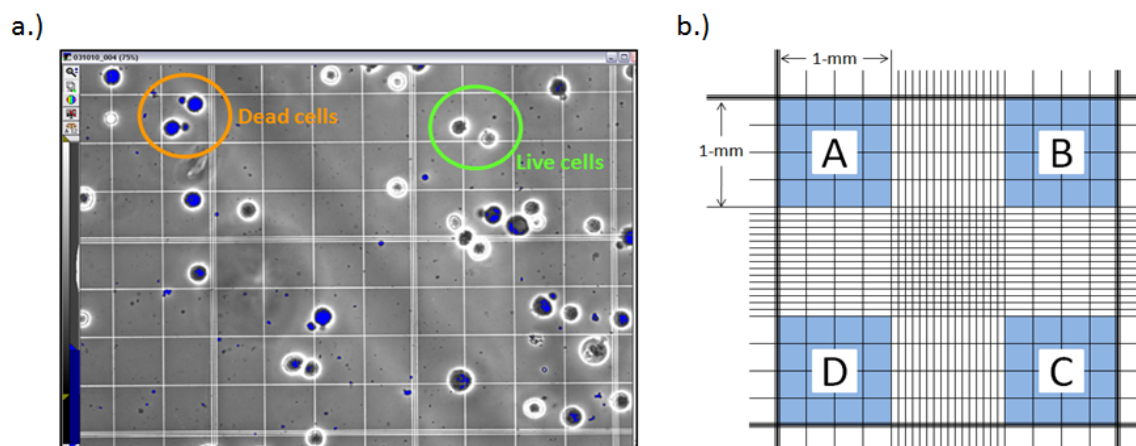 a.)
031010_004 (75%)
Dead cells
Live cells
b.)
1-mm
1-mm
A
B
D
C